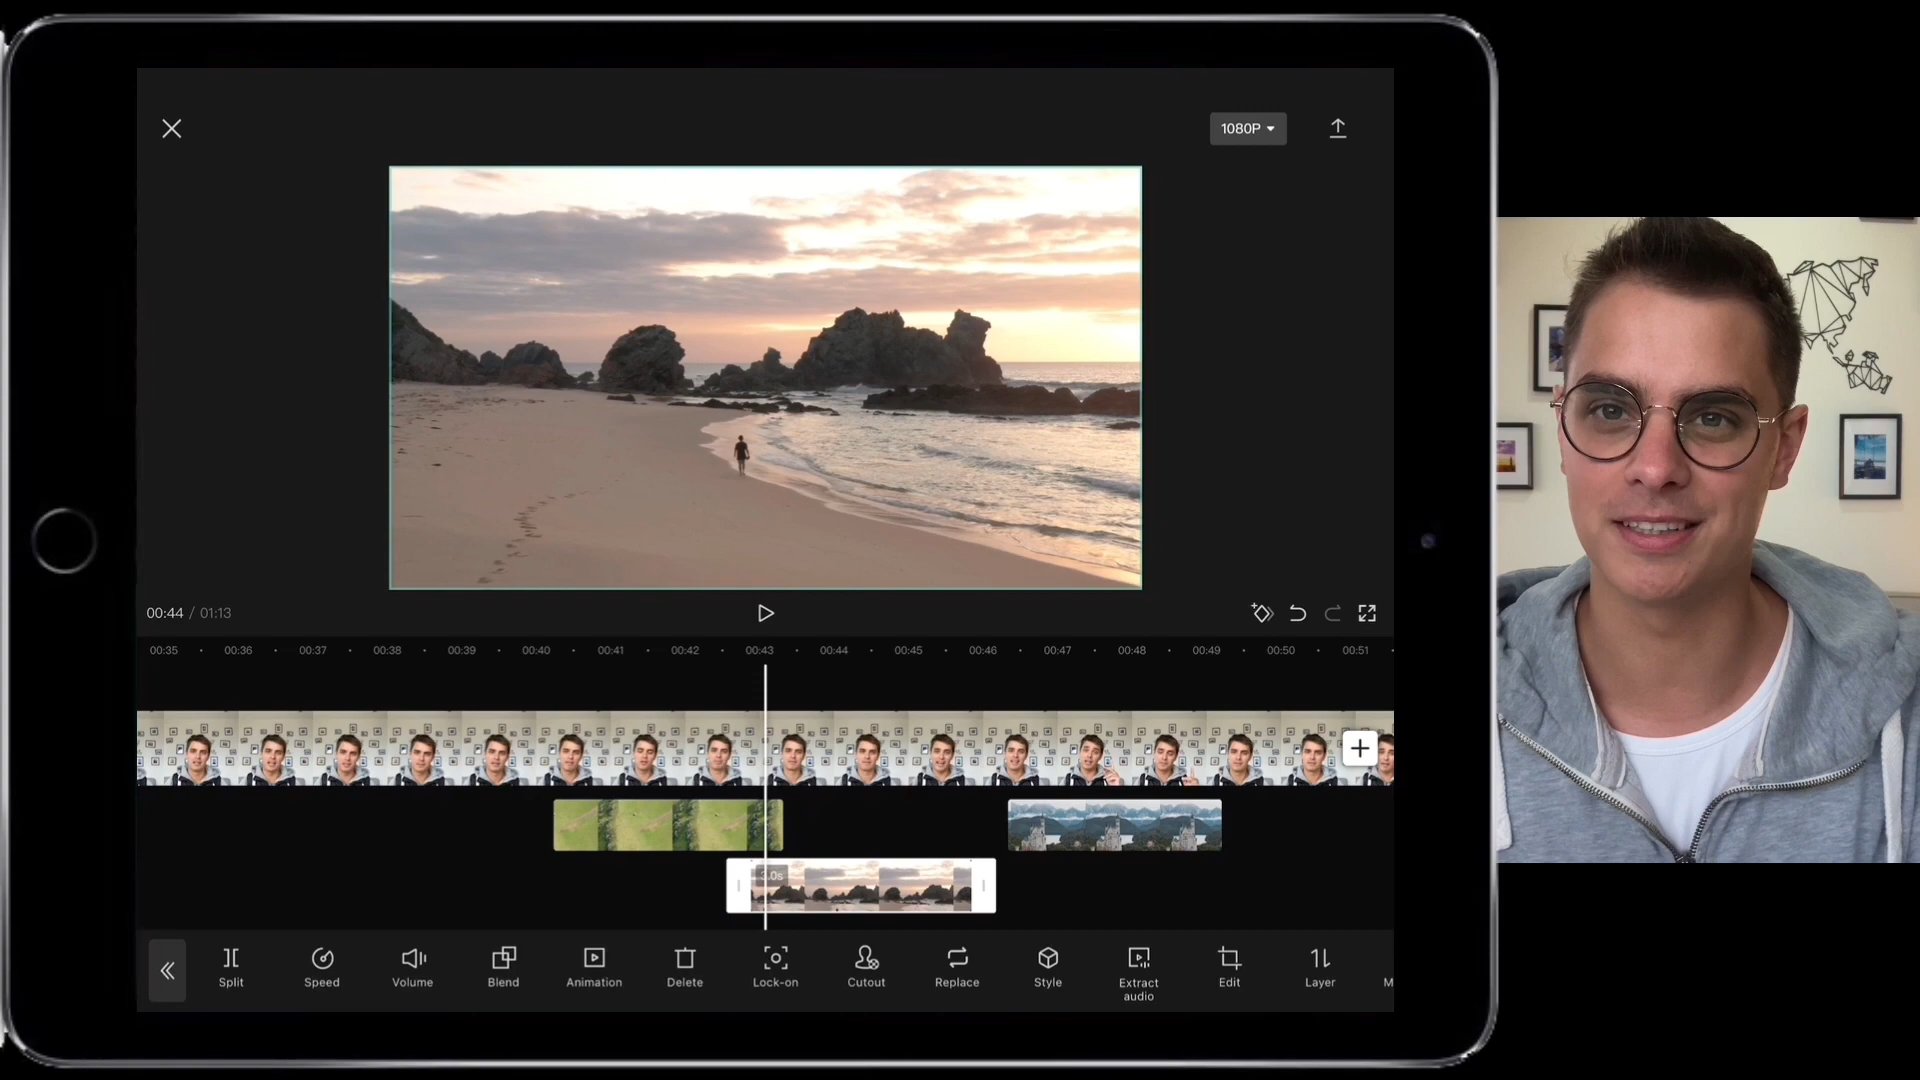 1080P
00:44 / 01:13
00:35 00:36 00:37 00:38 00:39 00:40 00:41 00:42 00:43 00:44 00:45 00:46 00:47 00:48 00:49 00:50 00:51
3.0s
Split Speed Volume Blend Animation Delete Lock-on Cutout Replace Style Extract audio Edit Layer M